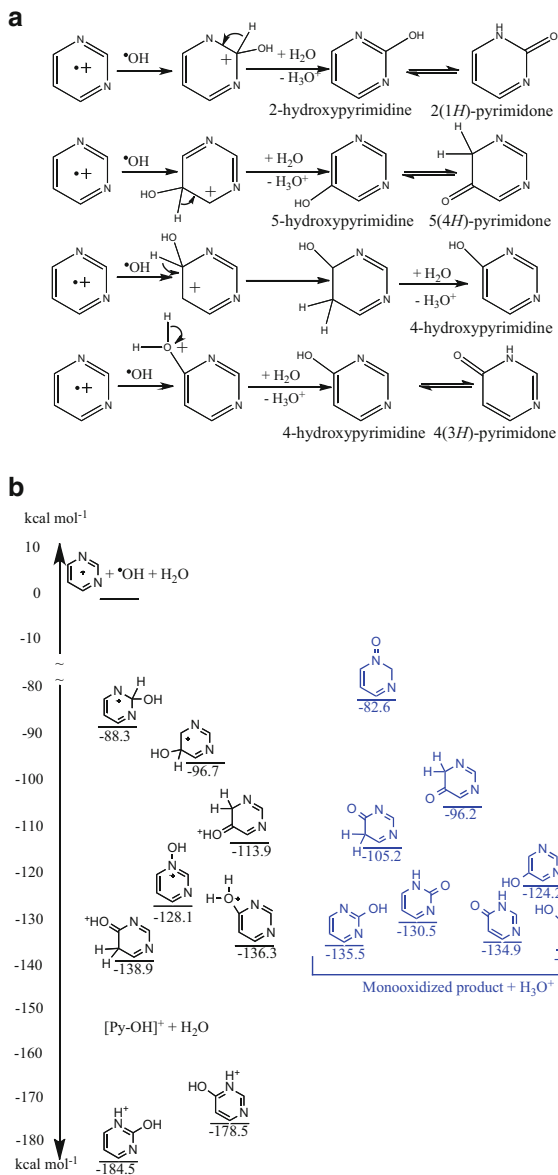 a
•OH
+ H₂O
- H₃O⁺
2-hydroxypyrimidine
2(1H)-pyrimidone
•OH
+ H₂O
- H₃O⁺
5-hydroxypyrimidine
5(4H)-pyrimidone
•OH
+ H₂O
- H₃O⁺
4-hydroxypyrimidine
•OH
+ H₂O
- H₃O⁺
4-hydroxypyrimidine
4(3H)-pyrimidone
b
kcal mol⁻¹
10
+ •OH + H₂O
0
-10
~
~
-80
-82.6
-88.3
-90
-96.7
-96.2
-100
-110
-113.9
-105.2
-120
-128.1
-124.2
-130
-136.3
-135.5
-130.5
-134.9
-138.9
-140
Monooxidized product + H₃O⁺
-150
[Py-OH]⁺ + H₂O
-160
-170
-178.5
-180
kcal mol⁻¹
-184.5